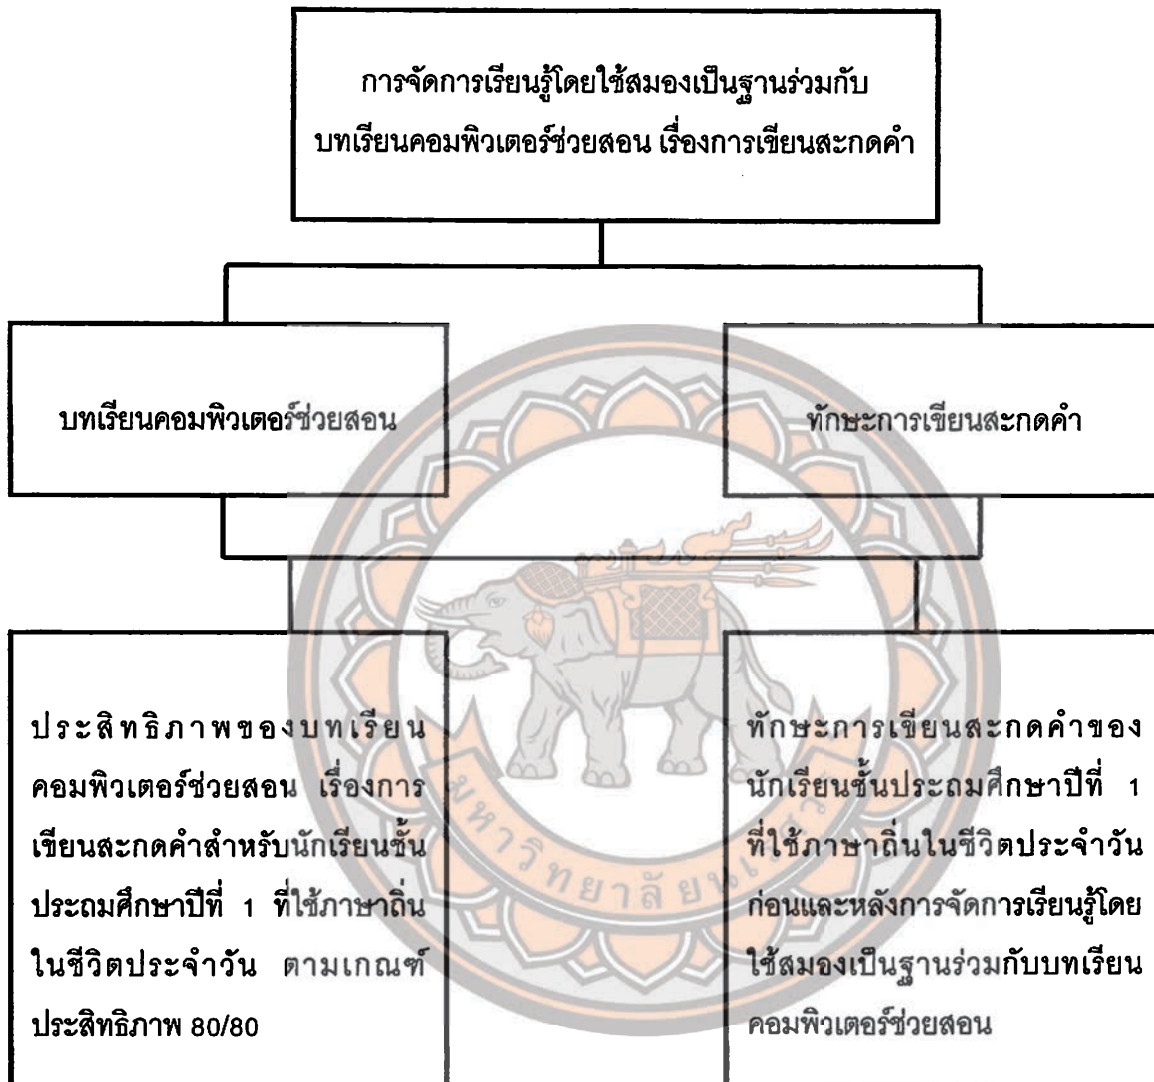 การจัดการเรียนรู้โดยใช้สมองเป็นฐานร่วมกับ
บทเรียนคอมพิวเตอร์ช่วยสอน เรื่องการเขียนสะกดคำ
บทเรียนคอมพิวเตอร์ช่วยสอน
ทักษะการเขียนสะกดคำ
ประสิทธิภาพของบทเรียน
คอมพิวเตอร์ช่วยสอน เรื่องการ
เขียนสะกดคำสำหรับนักเรียนชั้น
ประถมศึกษาปีที่ 1 ที่ใช้ภาษาถิ่น
ในชีวิตประจำวัน ตามเกณฑ์
ประสิทธิภาพ 80/80
ทักษะการเขียนสะกดคำของ
นักเรียนชั้นประถมศึกษาปีที่ 1
ที่ใช้ภาษาถิ่นในชีวิตประจำวัน
ก่อนและหลังการจัดการเรียนรู้โดย
ใช้สมองเป็นฐานร่วมกับบทเรียน
คอมพิวเตอร์ช่วยสอน
มหาวิทยาลัยนเรศวร